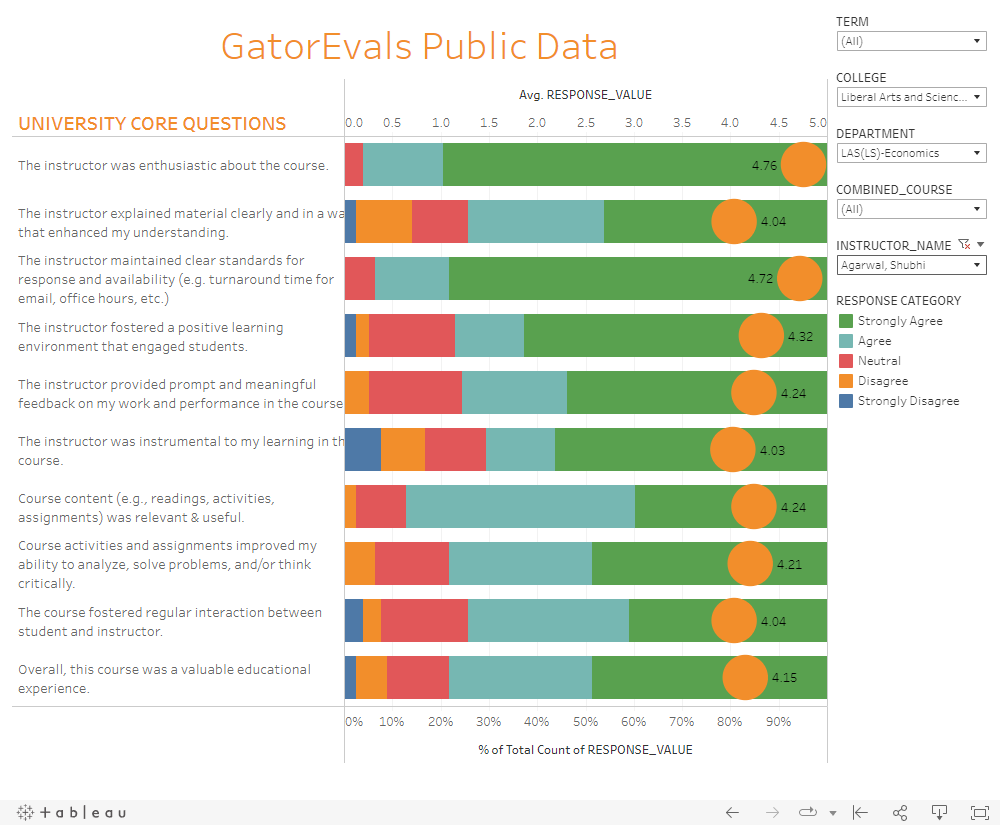 GatorEvals Public Data
TERM
(All)
COLLEGE
Liberal Arts and Scienc...
DEPARTMENT
LAS(LS)-Economics
COMBINED_COURSE
(All)
INSTRUCTOR_NAME
Agarwal, Shubhi
RESPONSE CATEGORY
Strongly Agree
Agree
Neutral
Disagree
Strongly Disagree
Avg. RESPONSE_VALUE
UNIVERSITY CORE QUESTIONS
0.0 0.5 1.0 1.5 2.0 2.5 3.0 3.5 4.0 4.5 5.0
The instructor was enthusiastic about the course.
4.76
The instructor explained material clearly and in a wa
that enhanced my understanding.
4.04
The instructor maintained clear standards for
response and availability (e.g. turnaround time for
email, office hours, etc.)
4.72
The instructor fostered a positive learning
environment that engaged students.
4.32
The instructor provided prompt and meaningful
feedback on my work and performance in the course
4.24
The instructor was instrumental to my learning in th
course.
4.03
Course content (e.g., readings, activities,
assignments) was relevant & useful.
4.24
Course activities and assignments improved my
ability to analyze, solve problems, and/or think
critically.
4.21
The course fostered regular interaction between
student and instructor.
4.04
Overall, this course was a valuable educational
experience.
4.15
0% 10% 20% 30% 40% 50% 60% 70% 80% 90%
% of Total Count of RESPONSE_VALUE
tableau